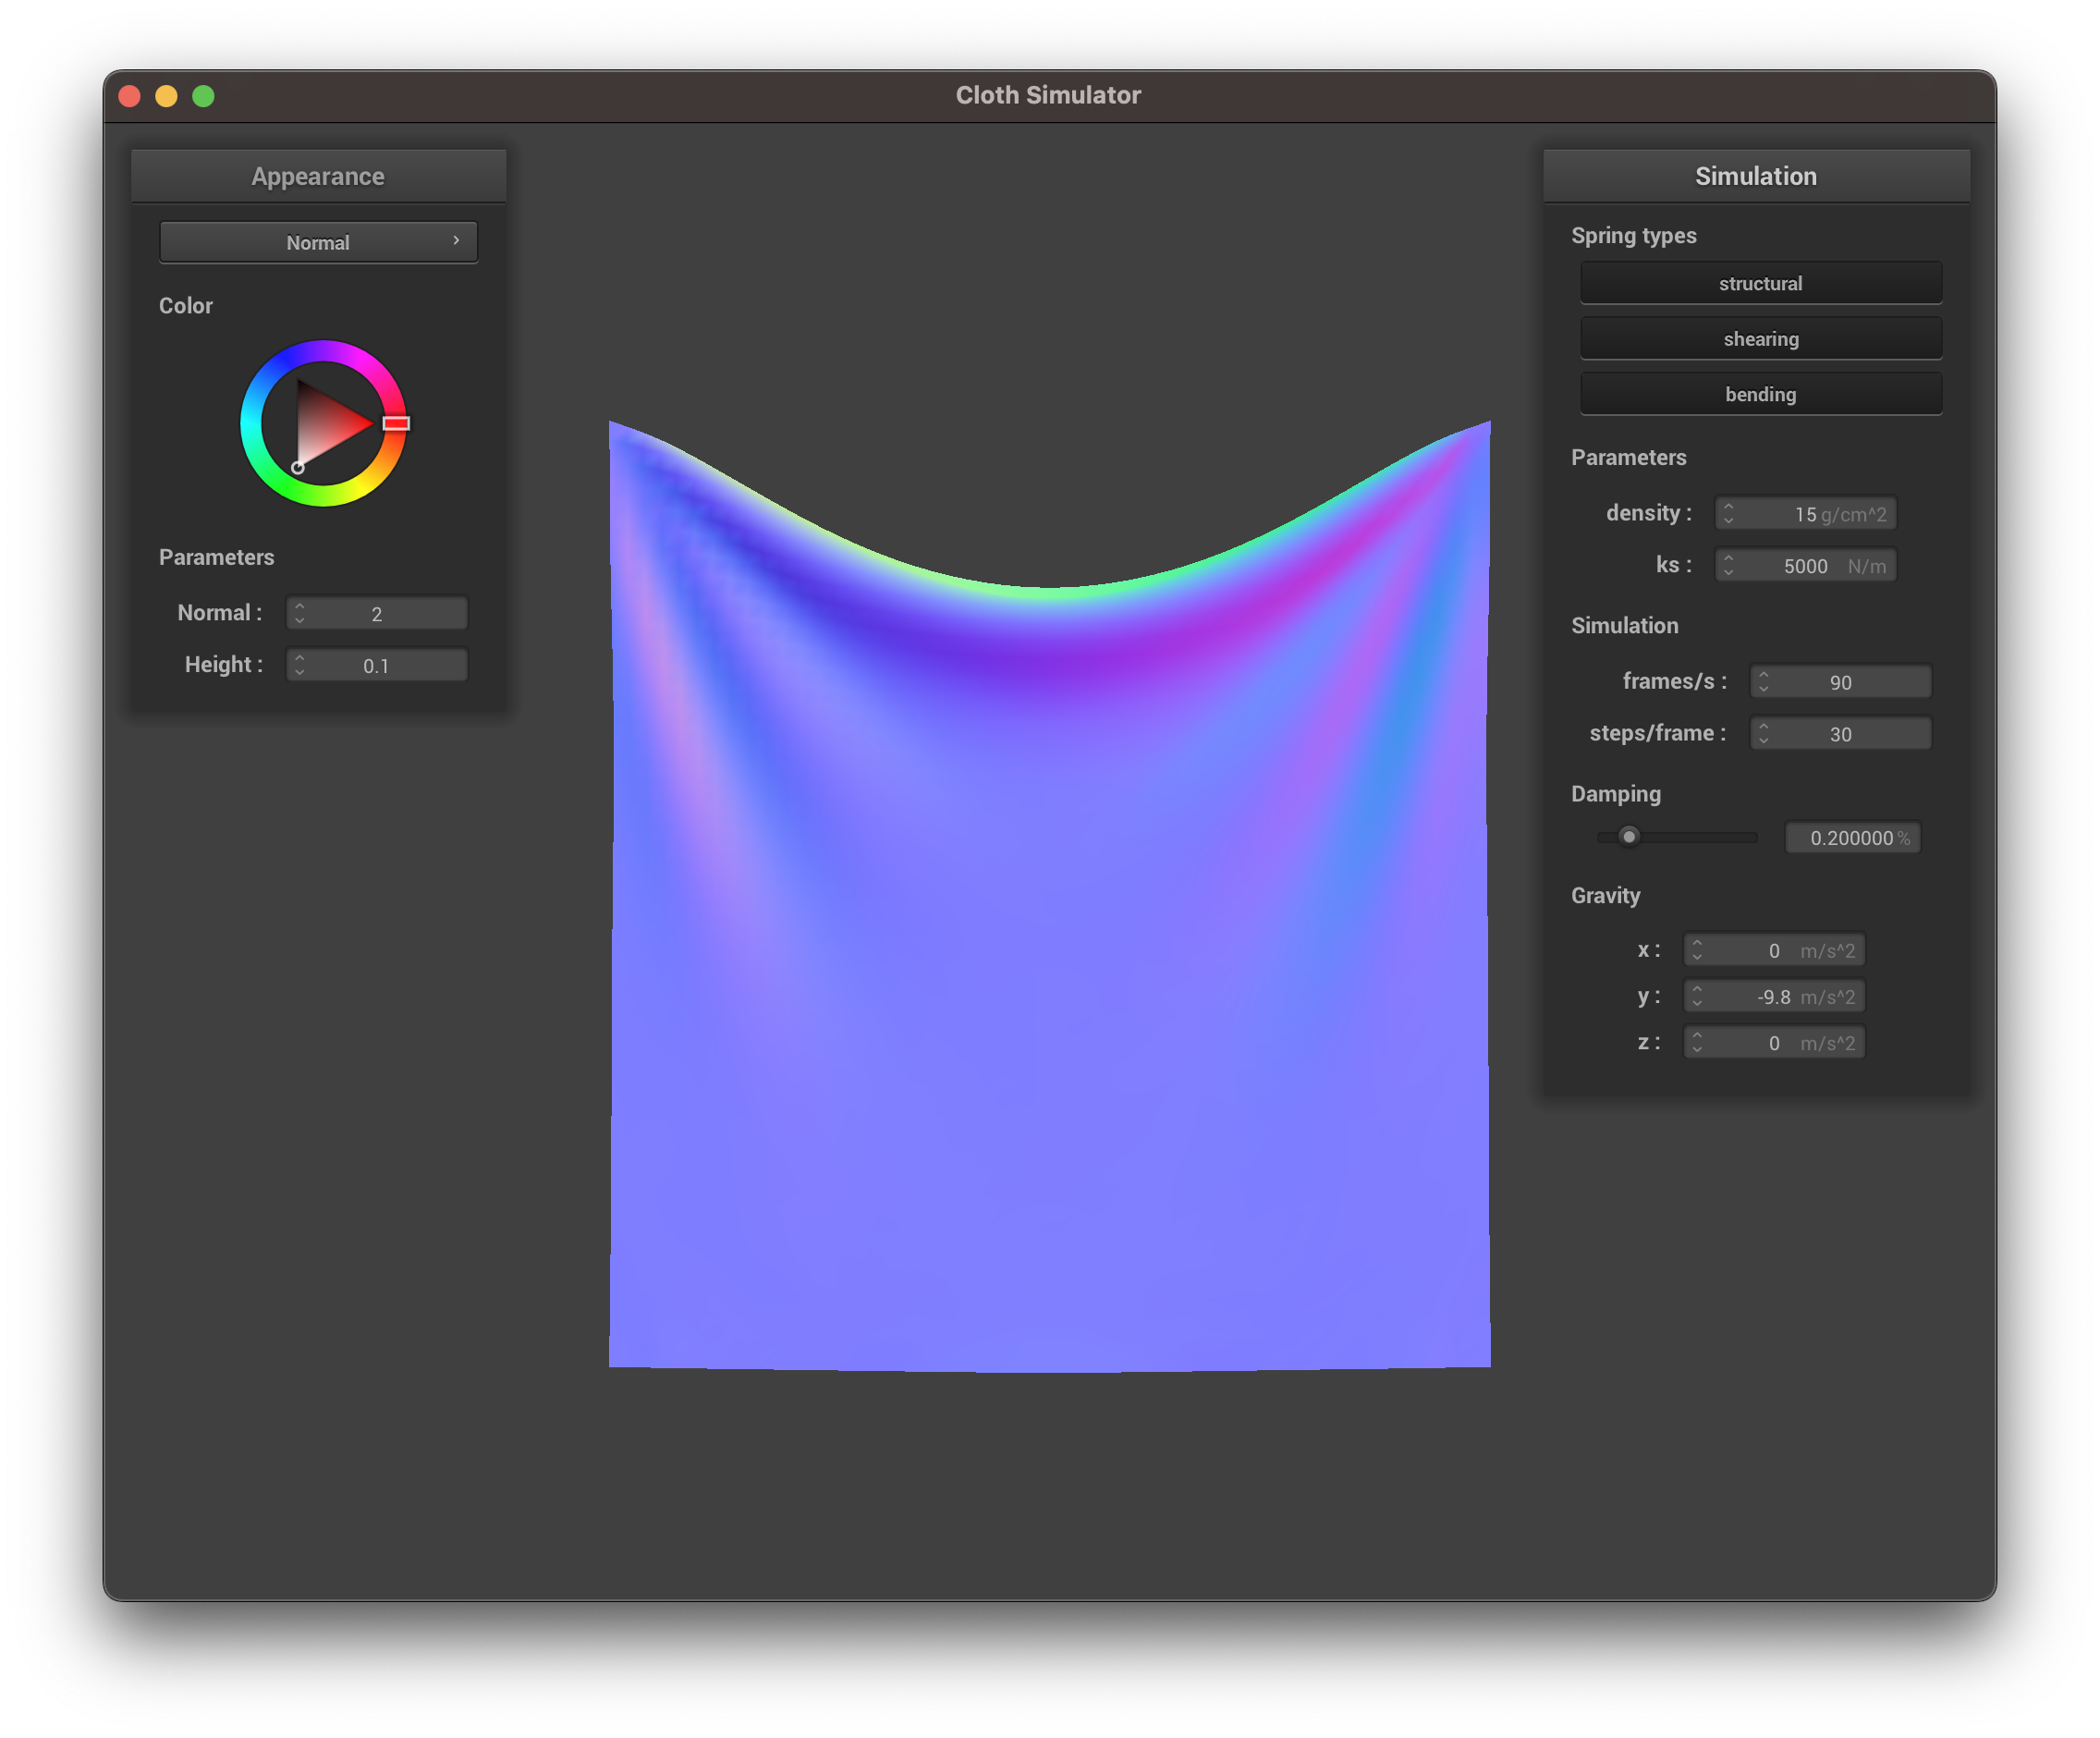 Cloth Simulator
Appearance
Normal
Color
Parameters
Normal : 2
Height : 0.1
Simulation
Spring types
structural
shearing
bending
Parameters
density : 15 g/cm^2
ks : 5000 N/m
Simulation
frames/s : 90
steps/frame : 30
Damping
0.200000 %
Gravity
x : 0 m/s^2
y : -9.8 m/s^2
z : 0 m/s^2